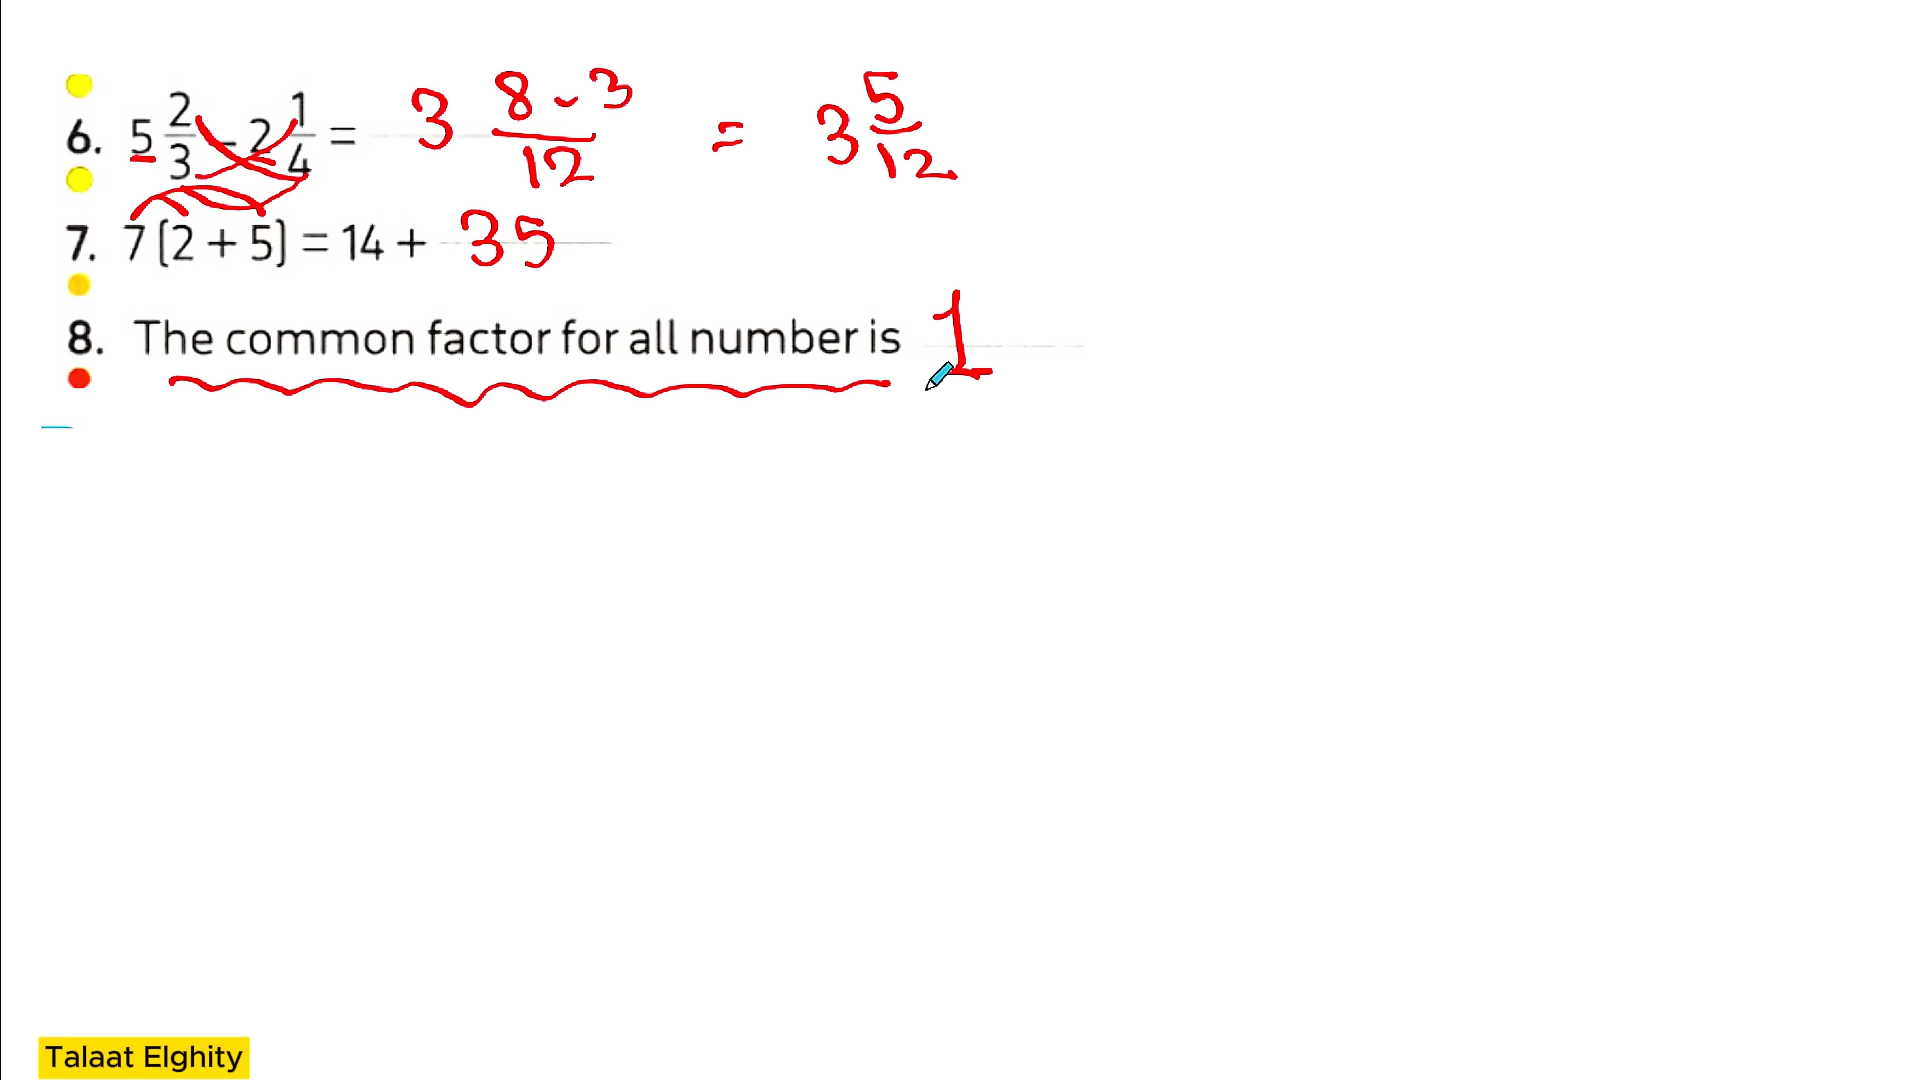 6. 5 2/3 - 2 1/4 = 3 8-3/12 = 3 5/12
7. 7(2 + 5) = 14 + 35
8. The common factor for all number is 1
Talaat Elghity